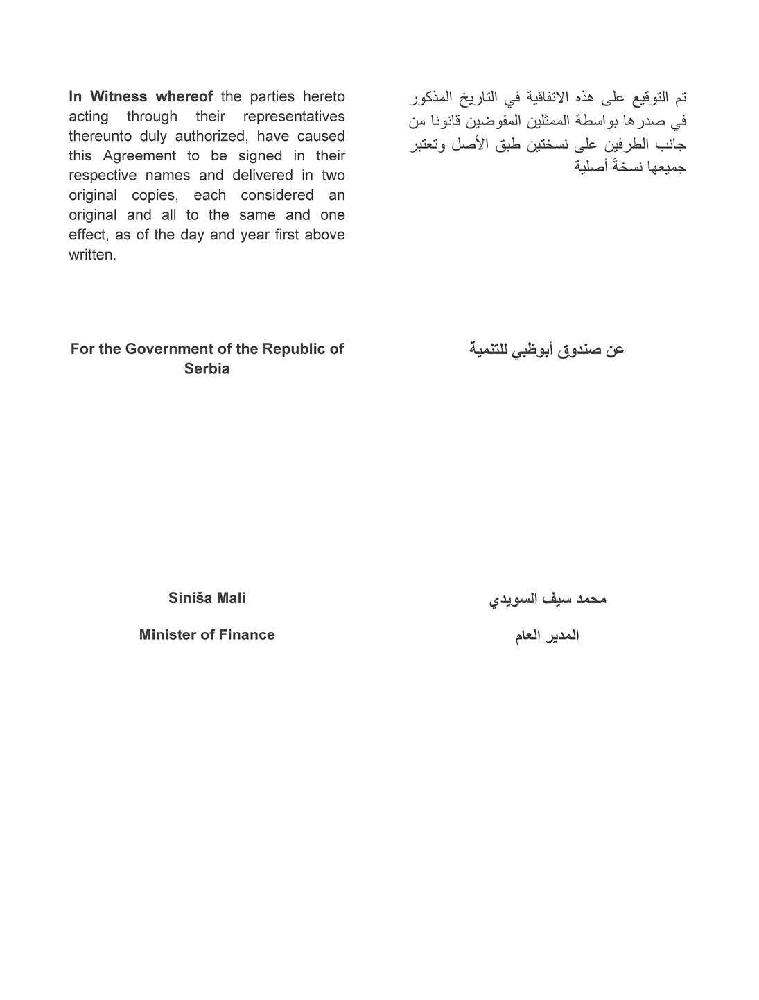 In Witness whereof the parties hereto
acting through their representatives
thereunto duly authorized, have caused
this Agreement to be signed in their
respective names and delivered in two
original copies, each considered an
original and all to the same and one
effect, as of the day and year first above
written.
تم التوقيع على هذه الاتفاقية في التاريخ المذكور
في صدرها بواسطة الممثلين المفوضين قانونا من
جانب الطرفين على نسختين طبق الأصل وتعتبر
جميعها نسخةً أصلية
For the Government of the Republic of
Serbia
عن صندوق أبوظبي للتنمية
Siniša Mali
محمد سيف السويدي
Minister of Finance
المدير العام